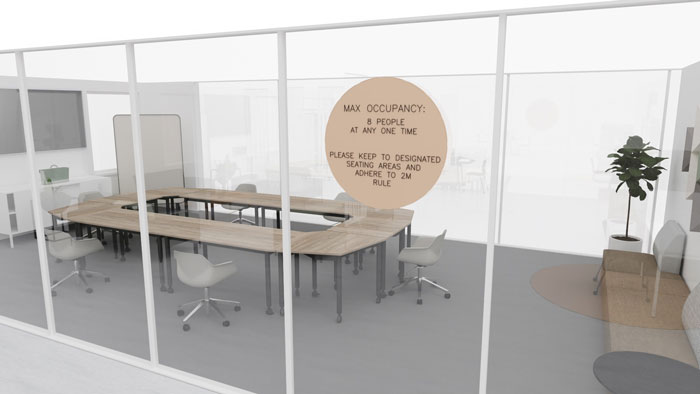 MAX OCCUPANCY:
8 PEOPLE
AT ANY ONE TIME
PLEASE KEEP TO DESIGNATED
SEATING AREAS AND
ADHERE TO 2M
RULE